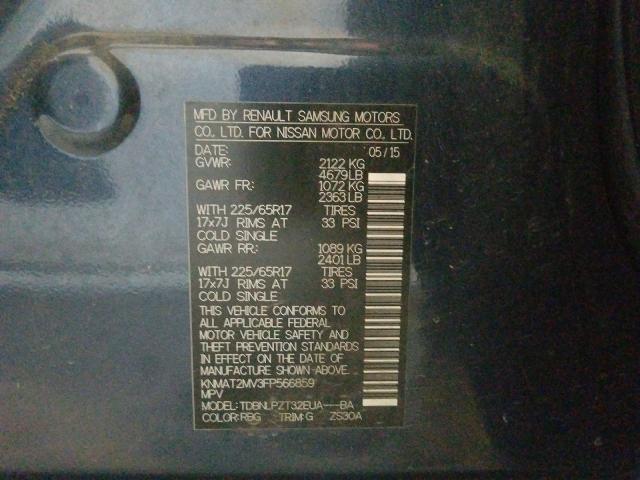 MFD BY RENAULT SAMSUNG MOTORS
CO., LTD. FOR NISSAN MOTOR CO., LTD.
DATE: 05/15
GVWR: 2122 KG
4679 LB
GAWR FR: 1072 KG
2363 LB
WITH 225/65R17 TIRES
17x7J RIMS AT 33 PSI
COLD SINGLE
GAWR RR: 1089 KG
2401 LB
WITH 225/65R17 TIRES
17x7J RIMS AT 33 PSI
COLD SINGLE
THIS VEHICLE CONFORMS TO
ALL APPLICABLE FEDERAL
MOTOR VEHICLE SAFETY AND
THEFT PREVENTION STANDARDS
IN EFFECT ON THE DATE OF
MANUFACTURE SHOWN ABOVE.
KNMAT2MV3FP566859
MPV
MODEL: TDBNLPZT32EUA---BA
COLOR: RBG TRIM: G ZS30A